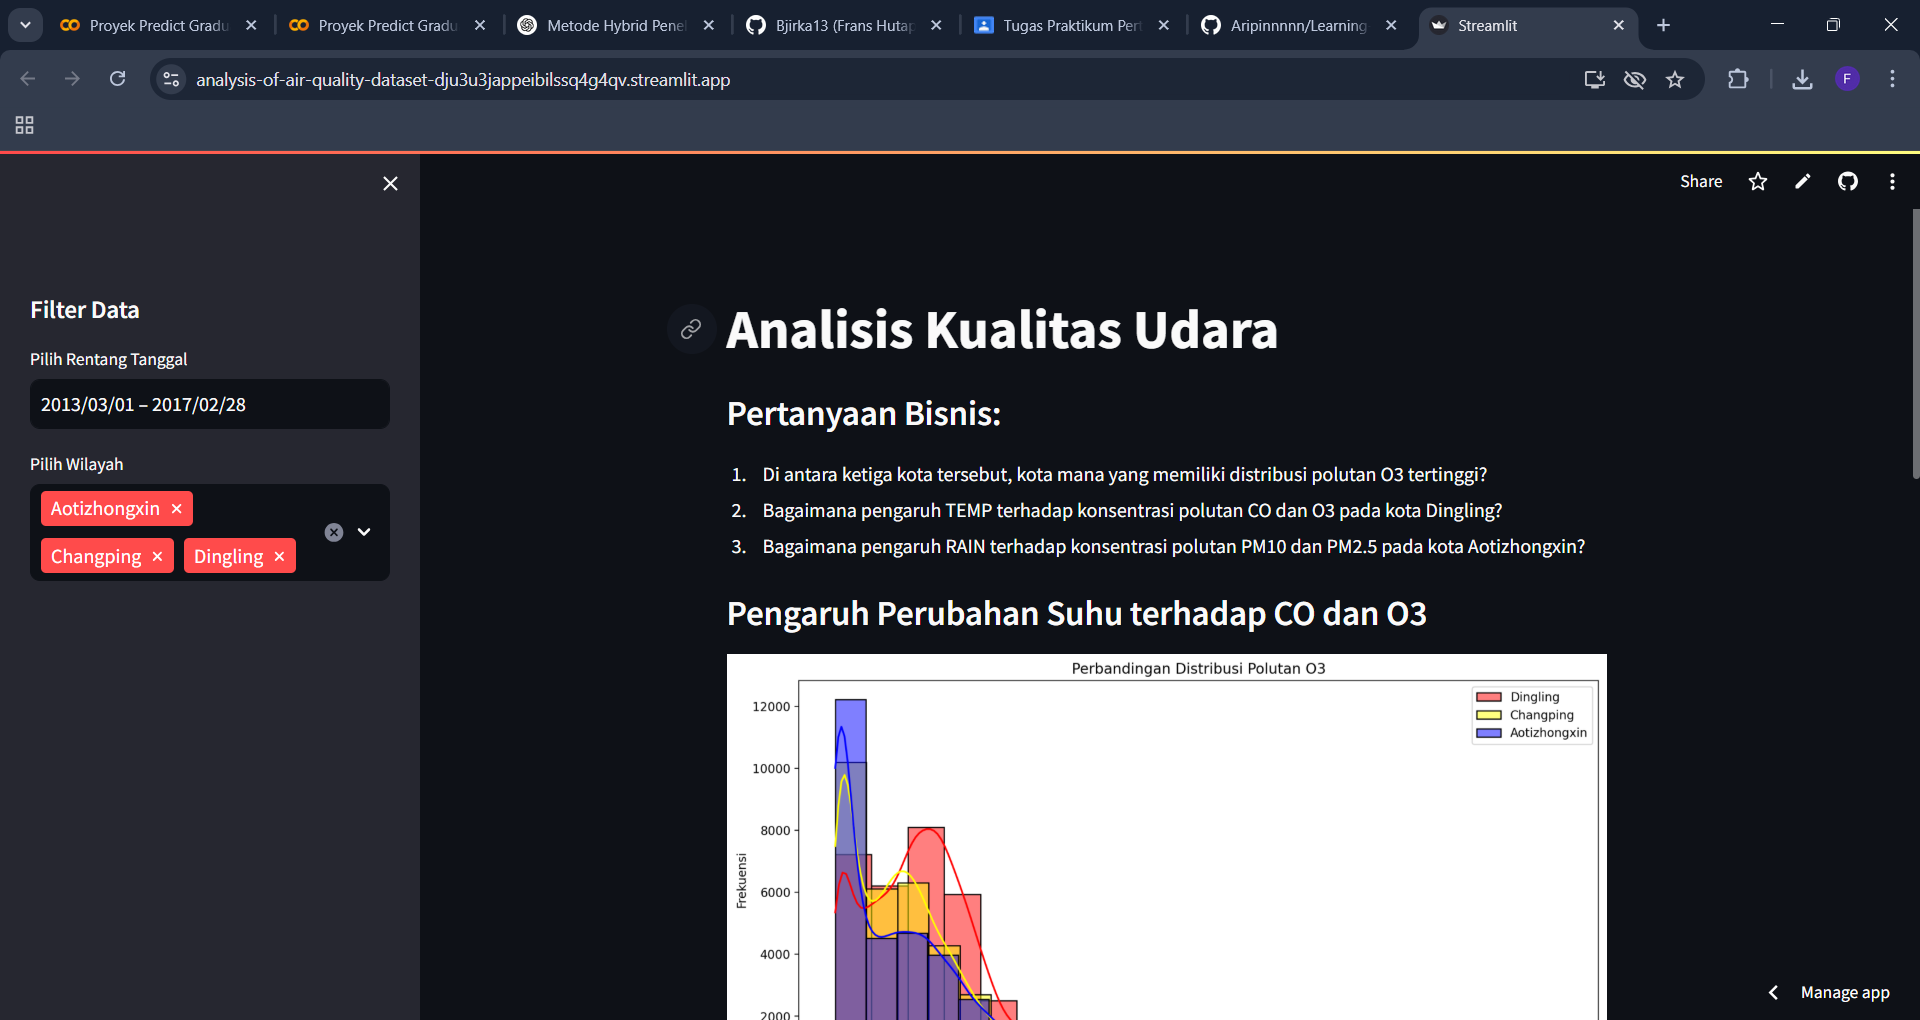 Proyek Predict Gradu
Proyek Predict Gradu
Metode Hybrid Penel
Bjirka13 (Frans Hutap
Tugas Praktikum Pert
Aripinnnnn/Learning
Streamlit
analysis-of-air-quality-dataset-dju3u3jappeibilssq4g4qv.streamlit.app
F
Share
Filter Data
Pilih Rentang Tanggal
2013/03/01 – 2017/02/28
Pilih Wilayah
Aotizhongxin
Changping
Dingling
Analisis Kualitas Udara
Pertanyaan Bisnis:
1. Di antara ketiga kota tersebut, kota mana yang memiliki distribusi polutan O3 tertinggi?
2. Bagaimana pengaruh TEMP terhadap konsentrasi polutan CO dan O3 pada kota Dingling?
3. Bagaimana pengaruh RAIN terhadap konsentrasi polutan PM10 dan PM2.5 pada kota Aotizhongxin?
Pengaruh Perubahan Suhu terhadap CO dan O3
Perbandingan Distribusi Polutan O3
Dingling
Changping
Aotizhongxin
12000
10000
8000
6000
4000
2000
Frekuensi
Manage app